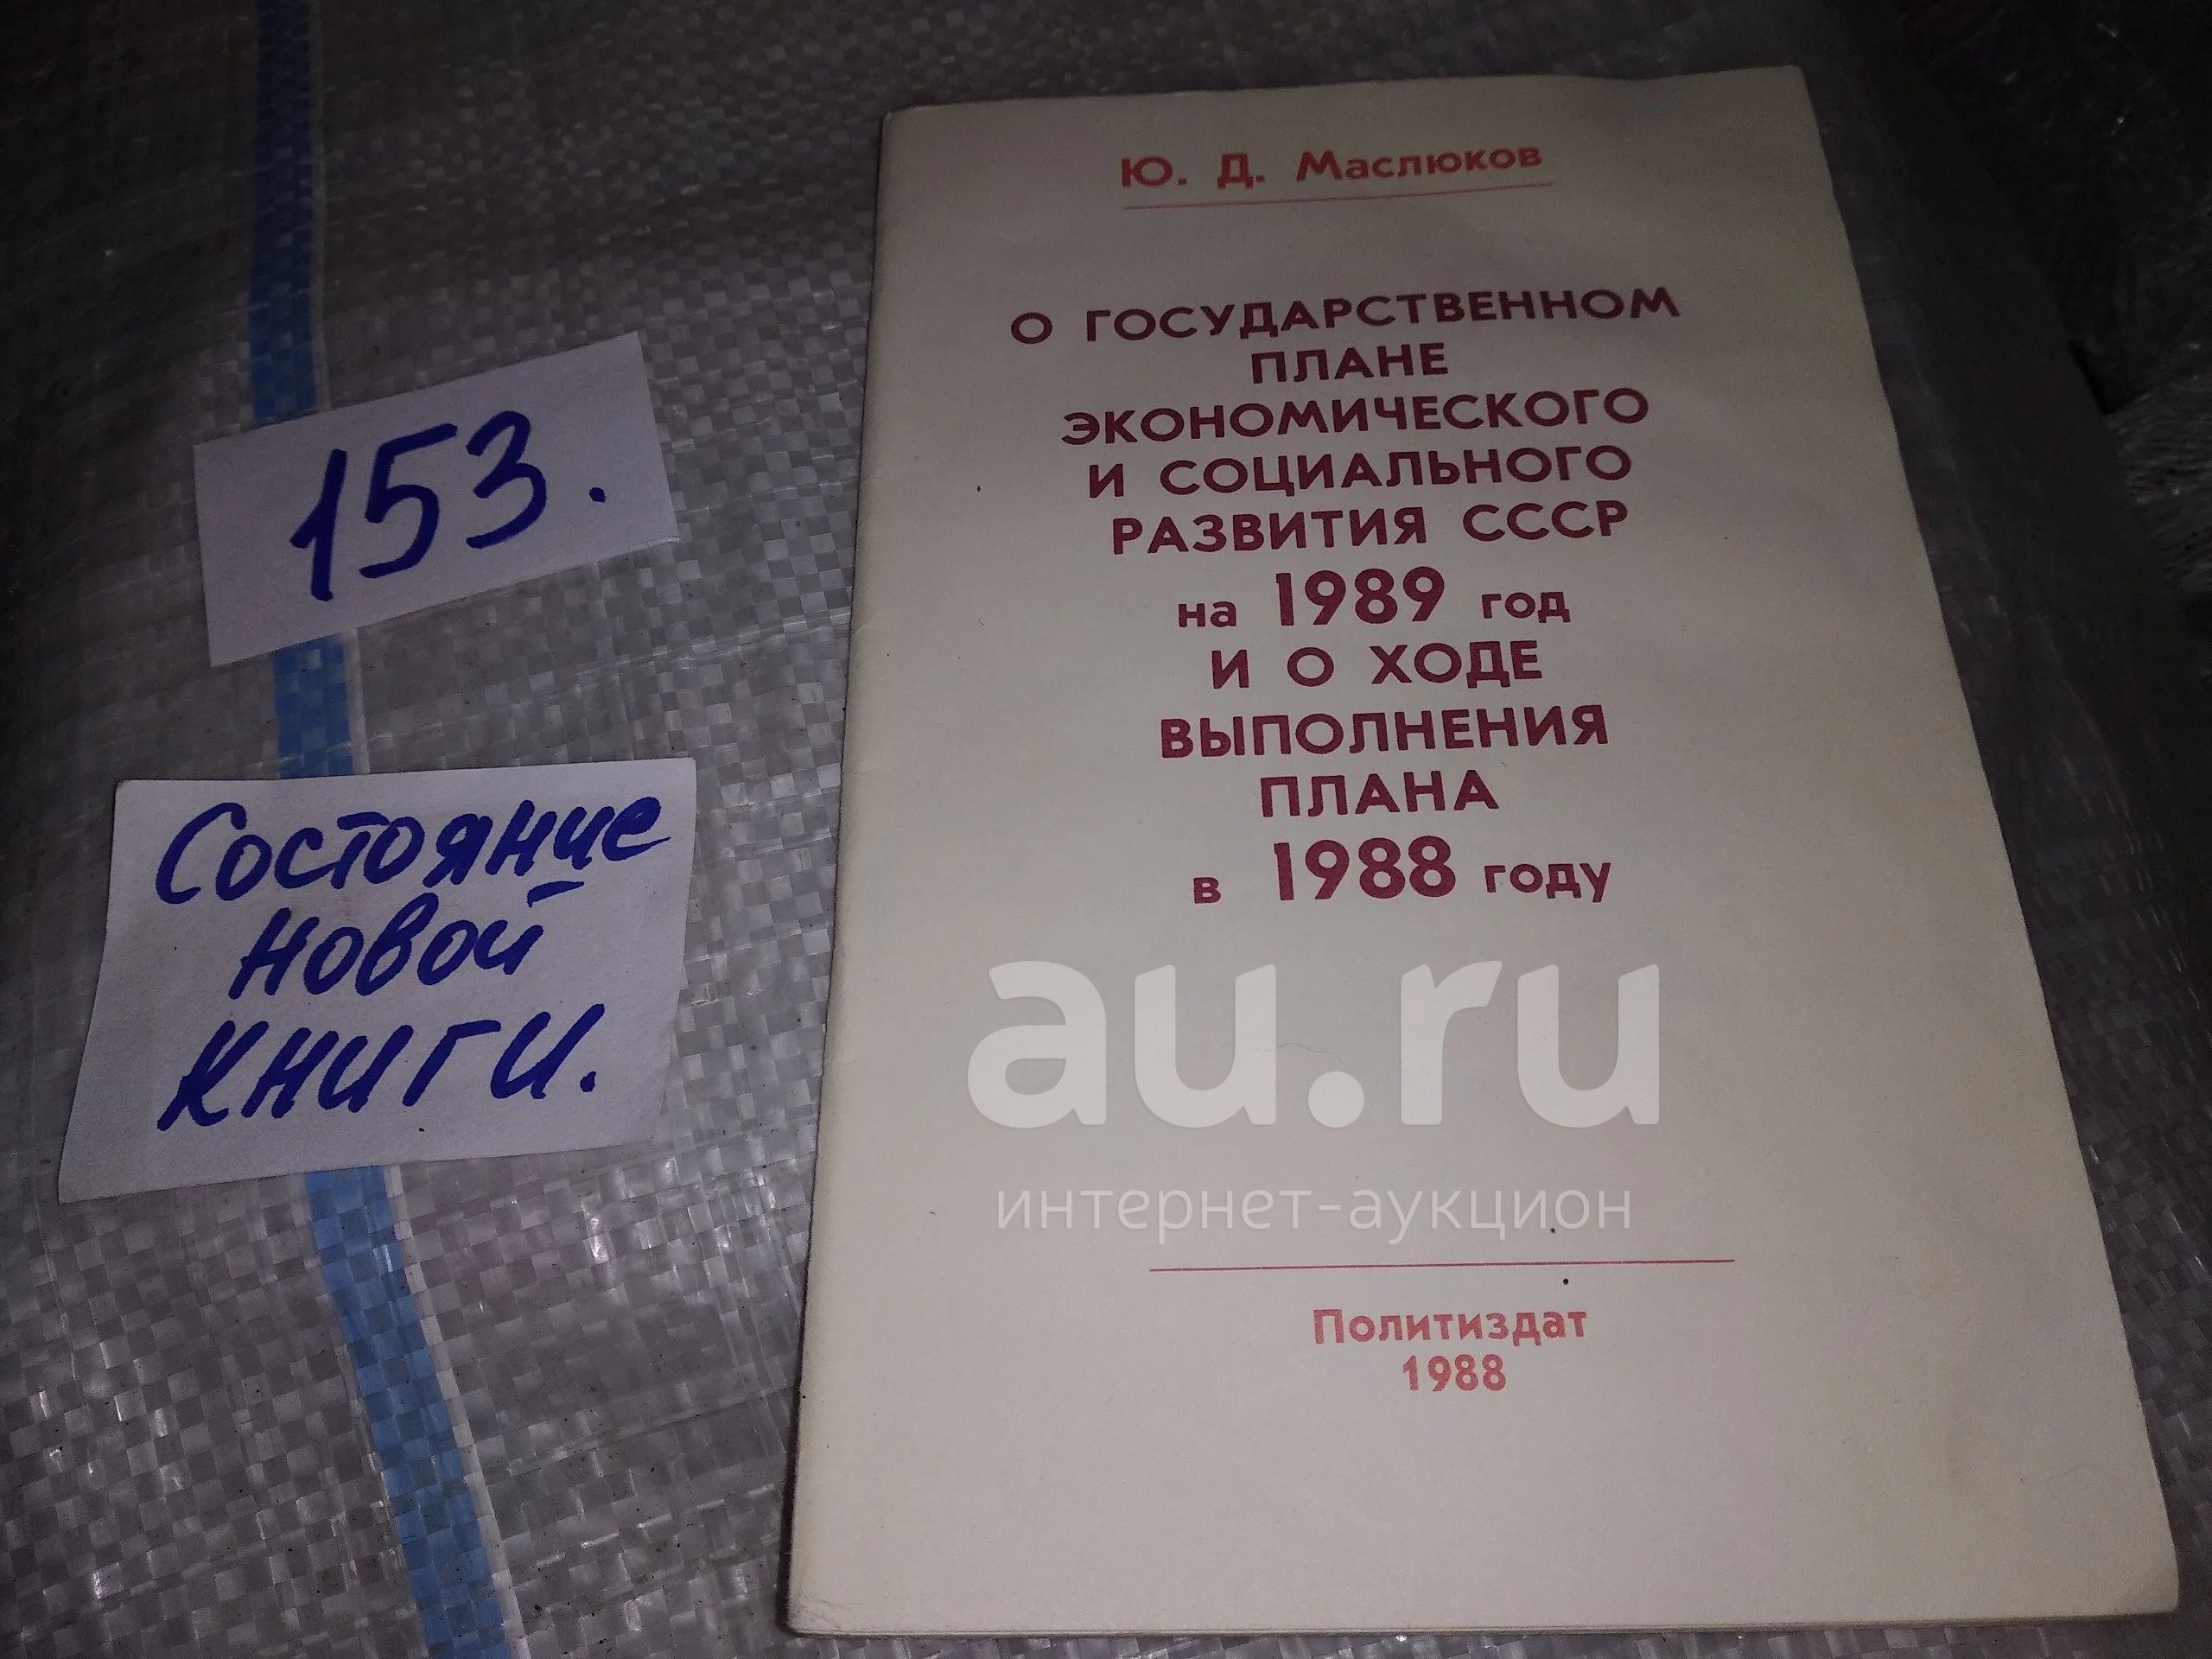 153.
Состояние
новой
книги.
Ю. Д. Маслюков
О ГОСУДАРСТВЕННОМ
ПЛАНЕ
ЭКОНОМИЧЕСКОГО
И СОЦИАЛЬНОГО
РАЗВИТИЯ СССР
на 1989 год
И О ХОДЕ
ВЫПОЛНЕНИЯ
ПЛАНА
в 1988 году
au.ru
интернет-аукцион
Политиздат
1988